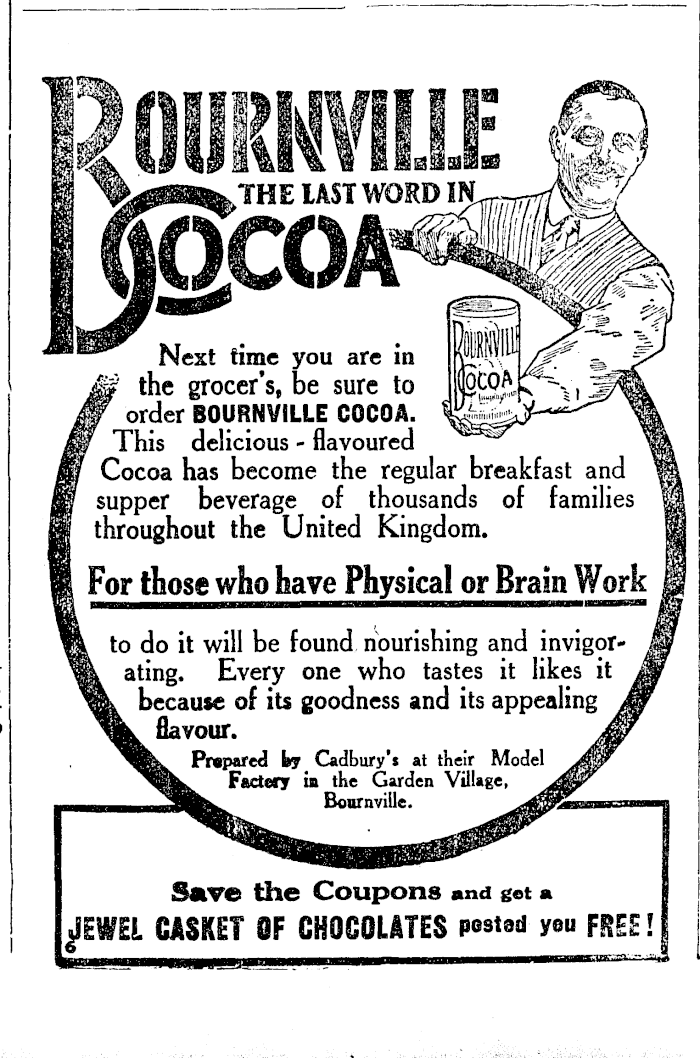 BOURNVILLE
THE LAST WORD IN
COCOA
BOURNVILLE
COCOA
Next time you are in
the grocer's, be sure to
order BOURNVILLE COCOA.
This delicious - flavoured
Cocoa has become the regular breakfast and
supper beverage of thousands of families
throughout the United Kingdom.
For those who have Physical or Brain Work
to do it will be found nourishing and invigor-
ating. Every one who tastes it likes it
because of its goodness and its appealing
flavour.
Prepared by Cadbury's at their Model
Factory in the Garden Village,
Bournville.
Save the Coupons and get a
JEWEL CASKET OF CHOCOLATES posted you FREE!
6